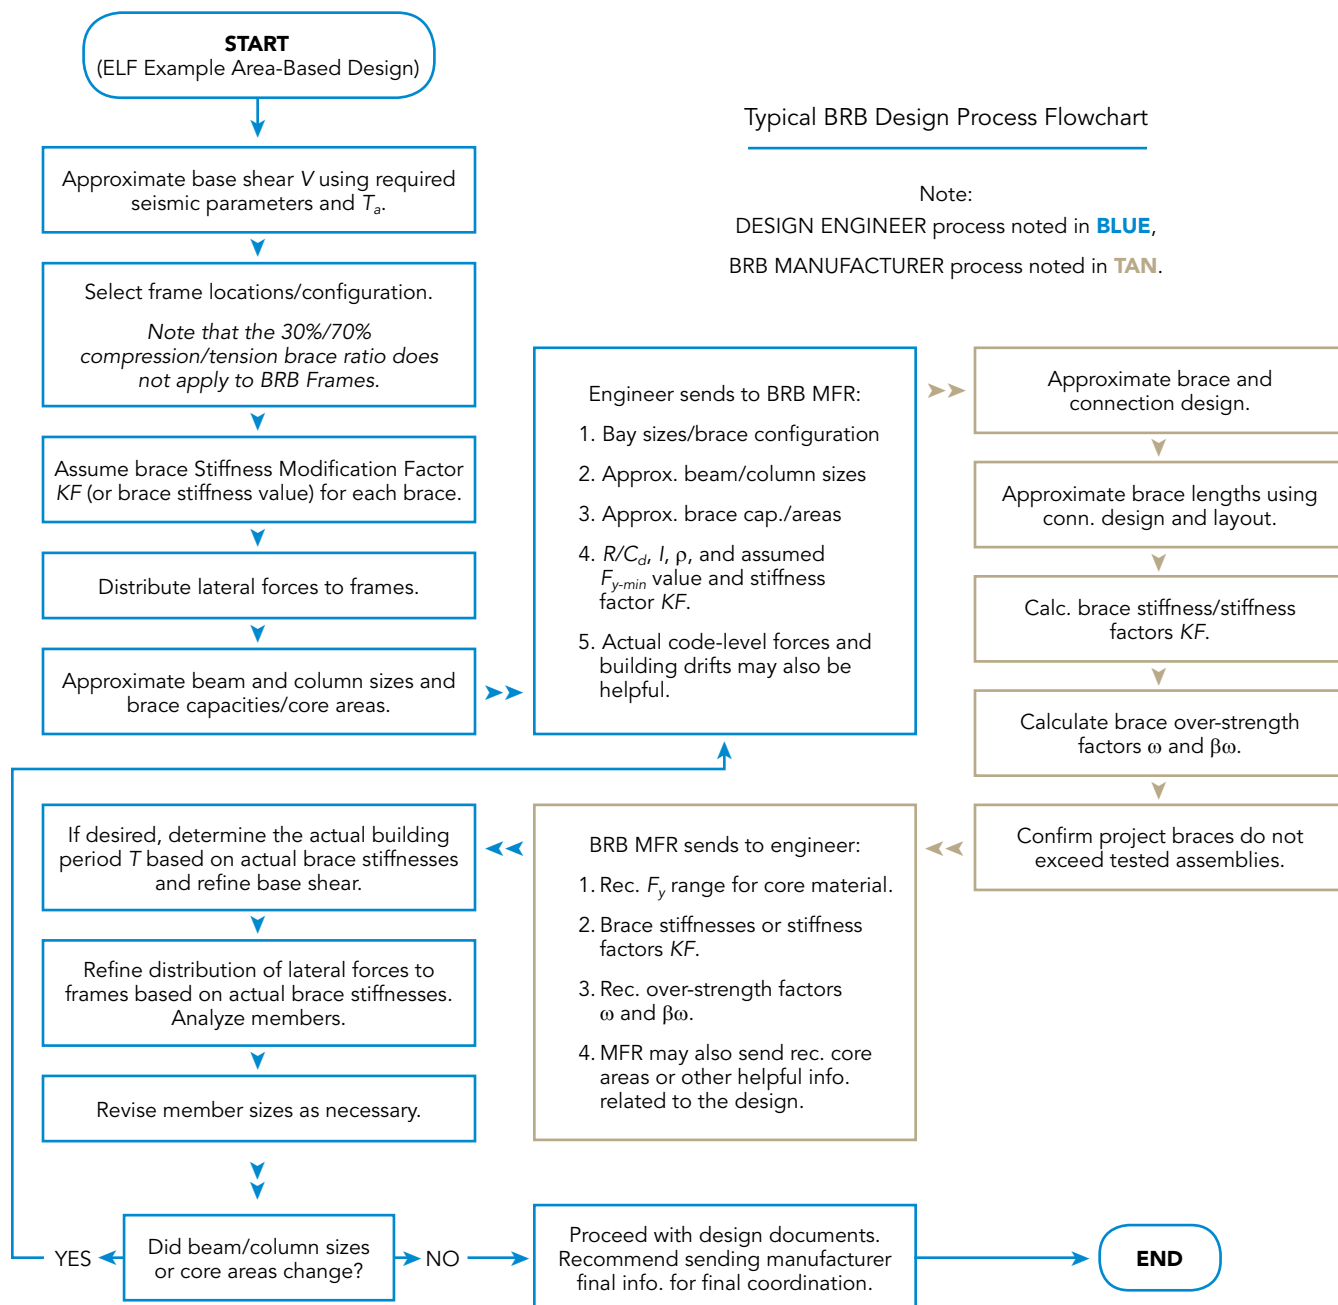 START
(ELF Example Area-Based Design)
Typical BRB Design Process Flowchart
Note:
DESIGN ENGINEER process noted in BLUE,
BRB MANUFACTURER process noted in TAN.
Approximate base shear V using required
seismic parameters and Ta.
Select frame locations/configuration.
Note that the 30%/70%
compression/tension brace ratio does
not apply to BRB Frames.
Assume brace Stiffness Modification Factor
KF (or brace stiffness value) for each brace.
Distribute lateral forces to frames.
Approximate beam and column sizes and
brace capacities/core areas.
Engineer sends to BRB MFR:
1. Bay sizes/brace configuration
2. Approx. beam/column sizes
3. Approx. brace cap./areas
4. R/Cd, I, ρ, and assumed
Fy-min value and stiffness
factor KF.
5. Actual code-level forces and
building drifts may also be
helpful.
Approximate brace and
connection design.
Approximate brace lengths using
conn. design and layout.
Calc. brace stiffness/stiffness
factors KF.
Calculate brace over-strength
factors ω and βω.
Confirm project braces do not
exceed tested assemblies.
BRB MFR sends to engineer:
1. Rec. Fy range for core material.
2. Brace stiffnesses or stiffness
factors KF.
3. Rec. over-strength factors
ω and βω.
4. MFR may also send rec. core
areas or other helpful info.
related to the design.
If desired, determine the actual building
period T based on actual brace stiffnesses
and refine base shear.
Refine distribution of lateral forces to
frames based on actual brace stiffnesses.
Analyze members.
Revise member sizes as necessary.
YES
Did beam/column sizes
or core areas change?
NO
Proceed with design documents.
Recommend sending manufacturer
final info. for final coordination.
END